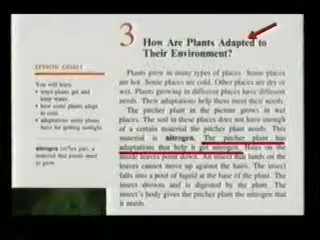 3
How Are Plants Adapted to
Their Environment?
LESSON GOALS
You will learn
• ways plants get and
keep water.
• how some plants adapt
to cold.
• adaptations some plants
have for getting sunlight.
nitrogen
material that plants need
to grow.
Plants grow in many types of places. Some places
are hot. Some places are cold. Other places are dry or
wet. Plants growing in different places have different
needs. Their adaptations help them meet their needs.
The pitcher plant in the picture grows in wet
places. The soil in these places does not have enough
of a certain material the pitcher plant needs. This
material is nitrogen. The pitcher plant has
adaptations that help it get nitrogen. Hairs on the
inside leaves point down. An insect that lands on the
leaves cannot move up against the hairs. The insect
falls into a pool of liquid at the base of the plant. The
insect drowns and is digested by the plant. The
insect's body gives the pitcher plant the nitrogen that
it needs.